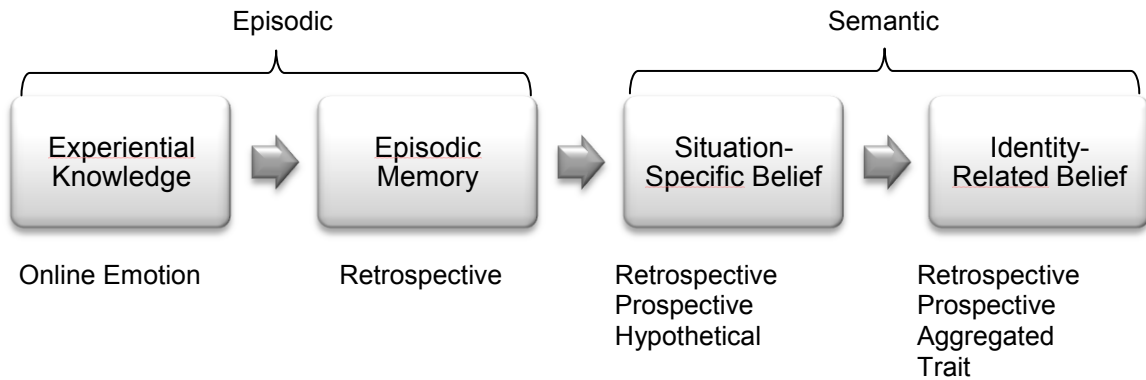 Episodic
Semantic
Experiential
Knowledge
Episodic
Memory
Situation-
Specific Belief
Identity-
Related Belief
Online Emotion
Retrospective
Retrospective
Prospective
Hypothetical
Retrospective
Prospective
Aggregated
Trait